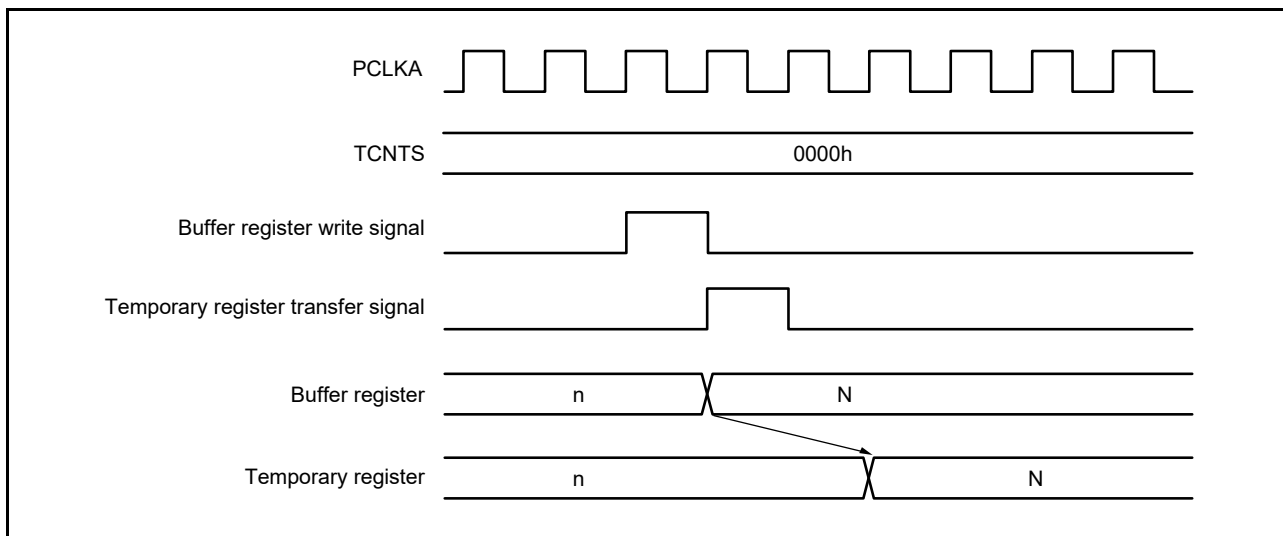 PCLKA
TCNTS
0000h
Buffer register write signal
Temporary register transfer signal
Buffer register
n
N
Temporary register
n
N